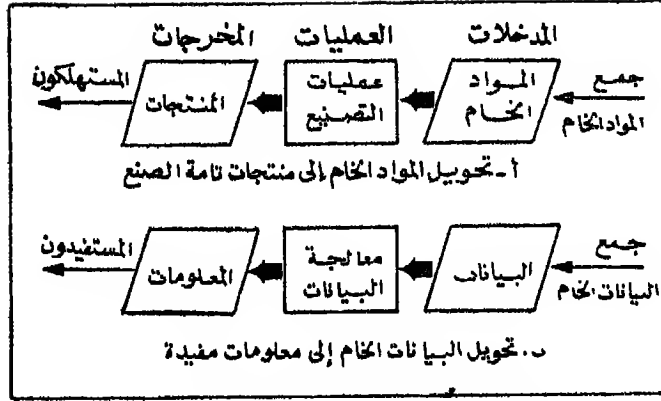 المدخلات العمليات المخرجات
جمع
المواد الخام
المواد
الخام
عمليات
التصنيع
المنتجات
المستهلكون
أ - تحويل المواد الخام إلى منتجات تامة الصنع
جمع
البيانات الخام
البيانات
معالجة
البيانات
المعلومات
المستفيدون
ب. تحويل البيانات الخام إلى معلومات مفيدة